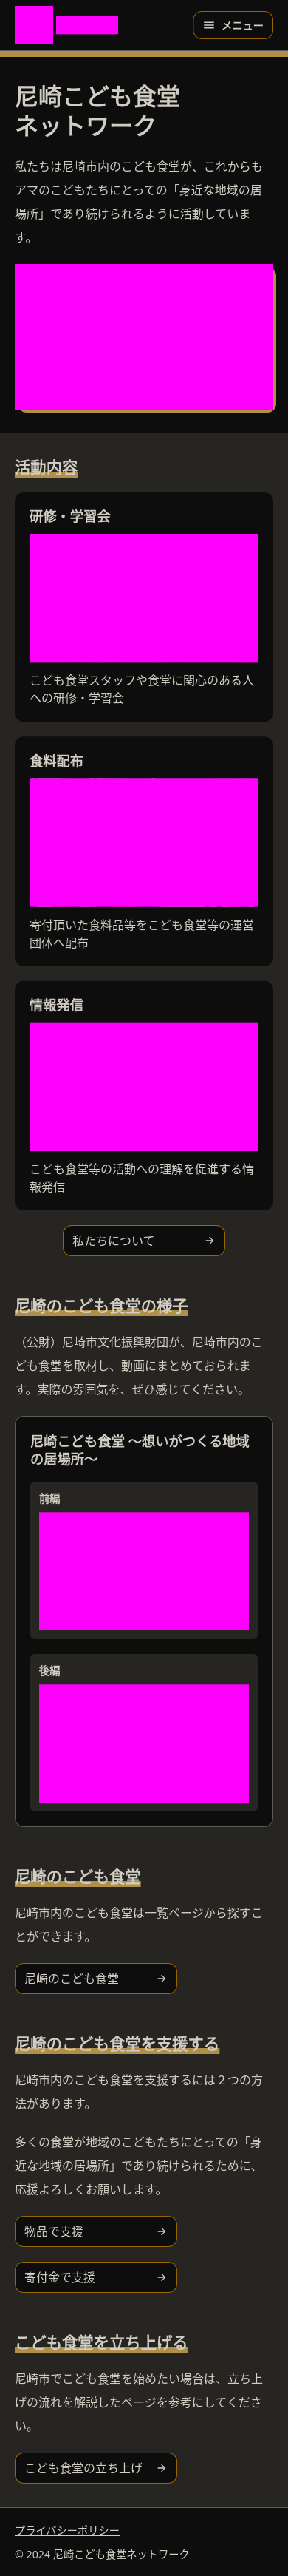 メニュー
尼崎こども食堂
ネットワーク
私たちは尼崎市内のこども食堂が、これからも
アマのこどもたちにとっての「身近な地域の居
場所」であり続けられるように活動していま
す。
活動内容
研修・学習会
こども食堂スタッフや食堂に関心のある人
への研修・学習会
食料配布
寄付頂いた食料品等をこども食堂等の運営
団体へ配布
情報発信
こども食堂等の活動への理解を促進する情
報発信
私たちについて
尼崎のこども食堂の様子
（公財）尼崎市文化振興財団が、尼崎市内のこ
ども食堂を取材し、動画にまとめておられま
す。実際の雰囲気を、ぜひ感じてください。
尼崎こども食堂 〜想いがつくる地域
の居場所〜
前編
後編
尼崎のこども食堂
尼崎市内のこども食堂は一覧ページから探すこ
とができます。
尼崎のこども食堂
尼崎のこども食堂を支援する
尼崎市内のこども食堂を支援するには２つの方
法があります。
多くの食堂が地域のこどもたちにとっての「身
近な地域の居場所」であり続けられるために、
応援よろしくお願いします。
物品で支援
寄付金で支援
こども食堂を立ち上げる
尼崎市でこども食堂を始めたい場合は、立ち上
げの流れを解説したページを参考にしてくださ
い。
こども食堂の立ち上げ
プライバシーポリシー
© 2024 尼崎こども食堂ネットワーク